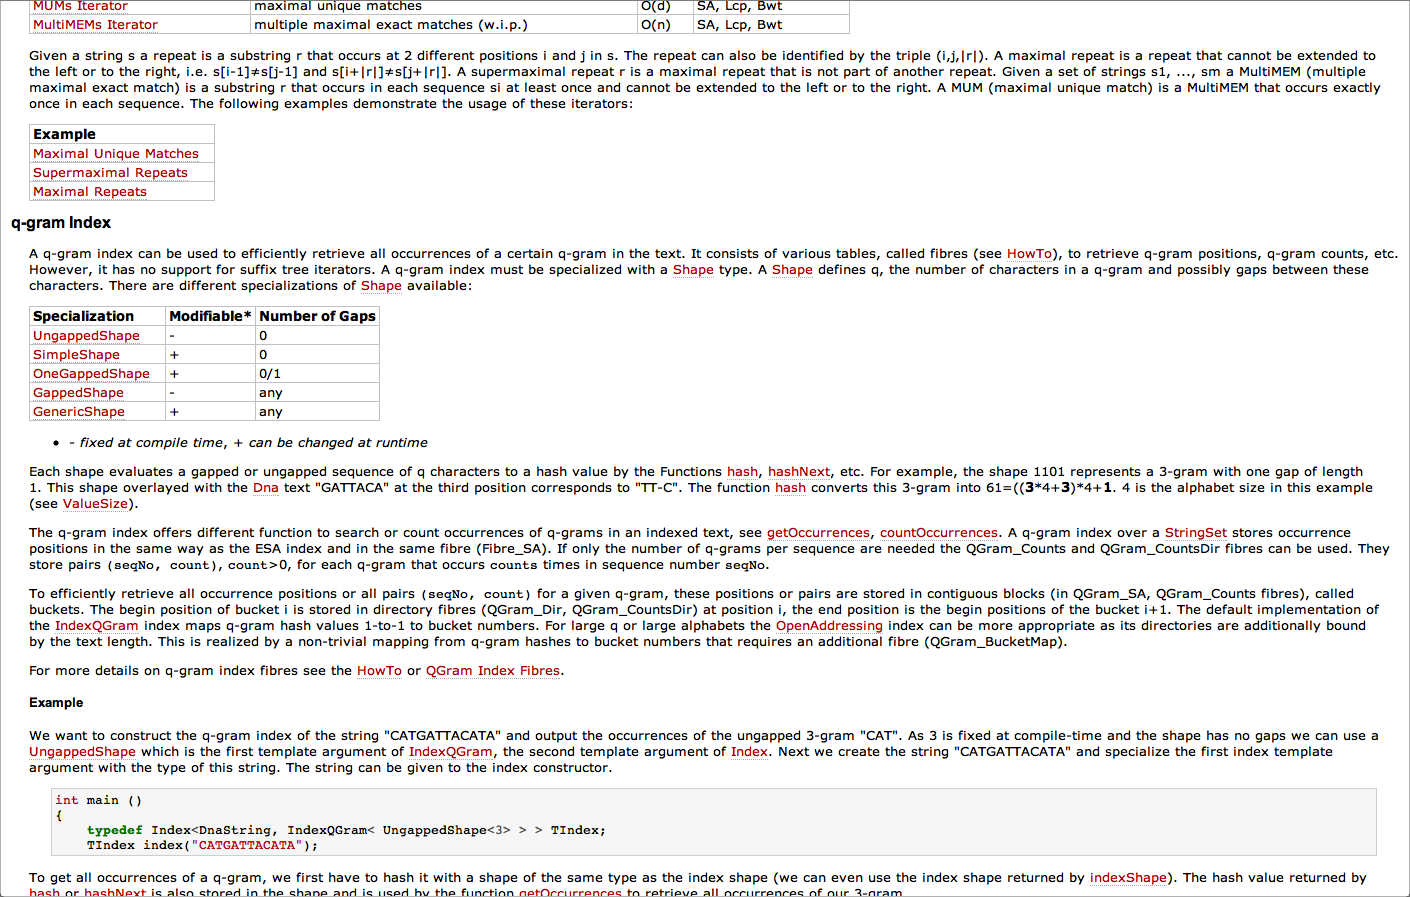 MUMs Iterator maximal unique matches O(d) SA, Lcp, Bwt
MultiMEMs Iterator multiple maximal exact matches (w.i.p.) O(n) SA, Lcp, Bwt
Given a string s a repeat is a substring r that occurs at 2 different positions i and j in s. The repeat can also be identified by the triple (i,j,|r|). A maximal repeat is a repeat that cannot be extended to
the left or to the right, i.e. s[i-1]≠s[j-1] and s[i+|r|]≠s[j+|r|]. A supermaximal repeat r is a maximal repeat that is not part of another repeat. Given a set of strings s1, ..., sm a MultiMEM (multiple
maximal exact match) is a substring r that occurs in each sequence si at least once and cannot be extended to the left or to the right. A MUM (maximal unique match) is a MultiMEM that occurs exactly
once in each sequence. The following examples demonstrate the usage of these iterators:
Example
Maximal Unique Matches
Supermaximal Repeats
Maximal Repeats
q-gram Index
A q-gram index can be used to efficiently retrieve all occurrences of a certain q-gram in the text. It consists of various tables, called fibres (see HowTo), to retrieve q-gram positions, q-gram counts, etc.
However, it has no support for suffix tree iterators. A q-gram index must be specialized with a Shape type. A Shape defines q, the number of characters in a q-gram and possibly gaps between these
characters. There are different specializations of Shape available:
Specialization Modifiable* Number of Gaps
UngappedShape - 0
SimpleShape + 0
OneGappedShape + 0/1
GappedShape - any
GenericShape + any
• - fixed at compile time, + can be changed at runtime
Each shape evaluates a gapped or ungapped sequence of q characters to a hash value by the Functions hash, hashNext, etc. For example, the shape 1101 represents a 3-gram with one gap of length
1. This shape overlayed with the Dna text "GATTACA" at the third position corresponds to "TT-C". The function hash converts this 3-gram into 61=((3*4+3)*4+1. 4 is the alphabet size in this example
(see ValueSize).
The q-gram index offers different function to search or count occurrences of q-grams in an indexed text, see getOccurrences, countOccurrences. A q-gram index over a StringSet stores occurrence
positions in the same way as the ESA index and in the same fibre (Fibre_SA). If only the number of q-grams per sequence are needed the QGram_Counts and QGram_CountsDir fibres can be used. They
store pairs (seqNo, count), count>0, for each q-gram that occurs counts times in sequence number seqNo.
To efficiently retrieve all occurrence positions or all pairs (seqNo, count) for a given q-gram, these positions or pairs are stored in contiguous blocks (in QGram_SA, QGram_Counts fibres), called
buckets. The begin position of bucket i is stored in directory fibres (QGram_Dir, QGram_CountsDir) at position i, the end position is the begin positions of the bucket i+1. The default implementation of
the IndexQGram index maps q-gram hash values 1-to-1 to bucket numbers. For large q or large alphabets the OpenAddressing index can be more appropriate as its directories are additionally bound
by the text length. This is realized by a non-trivial mapping from q-gram hashes to bucket numbers that requires an additional fibre (QGram_BucketMap).
For more details on q-gram index fibres see the HowTo or QGram Index Fibres.
Example
We want to construct the q-gram index of the string "CATGATTACATA" and output the occurrences of the ungapped 3-gram "CAT". As 3 is fixed at compile-time and the shape has no gaps we can use a
UngappedShape which is the first template argument of IndexQGram, the second template argument of Index. Next we create the string "CATGATTACATA" and specialize the first index template
argument with the type of this string. The string can be given to the index constructor.
int main ()
{
typedef Index<DnaString, IndexQGram< UngappedShape<3> > > TIndex;
TIndex index("CATGATTACATA");
To get all occurrences of a q-gram, we first have to hash it with a shape of the same type as the index shape (we can even use the index shape returned by indexShape). The hash value returned by
hash or hashNext is also stored in the shape and is used by the function getOccurrences to retrieve all occurrences of our 3-gram.